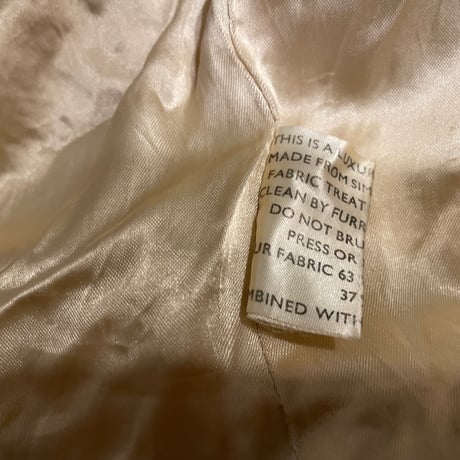 THIS IS A LUXUR
MADE FROM SIM
FABRIC TREAT
CLEAN BY FURR
DO NOT BRU
PRESS OR
UR FABRIC 63
37
MBINED WITH